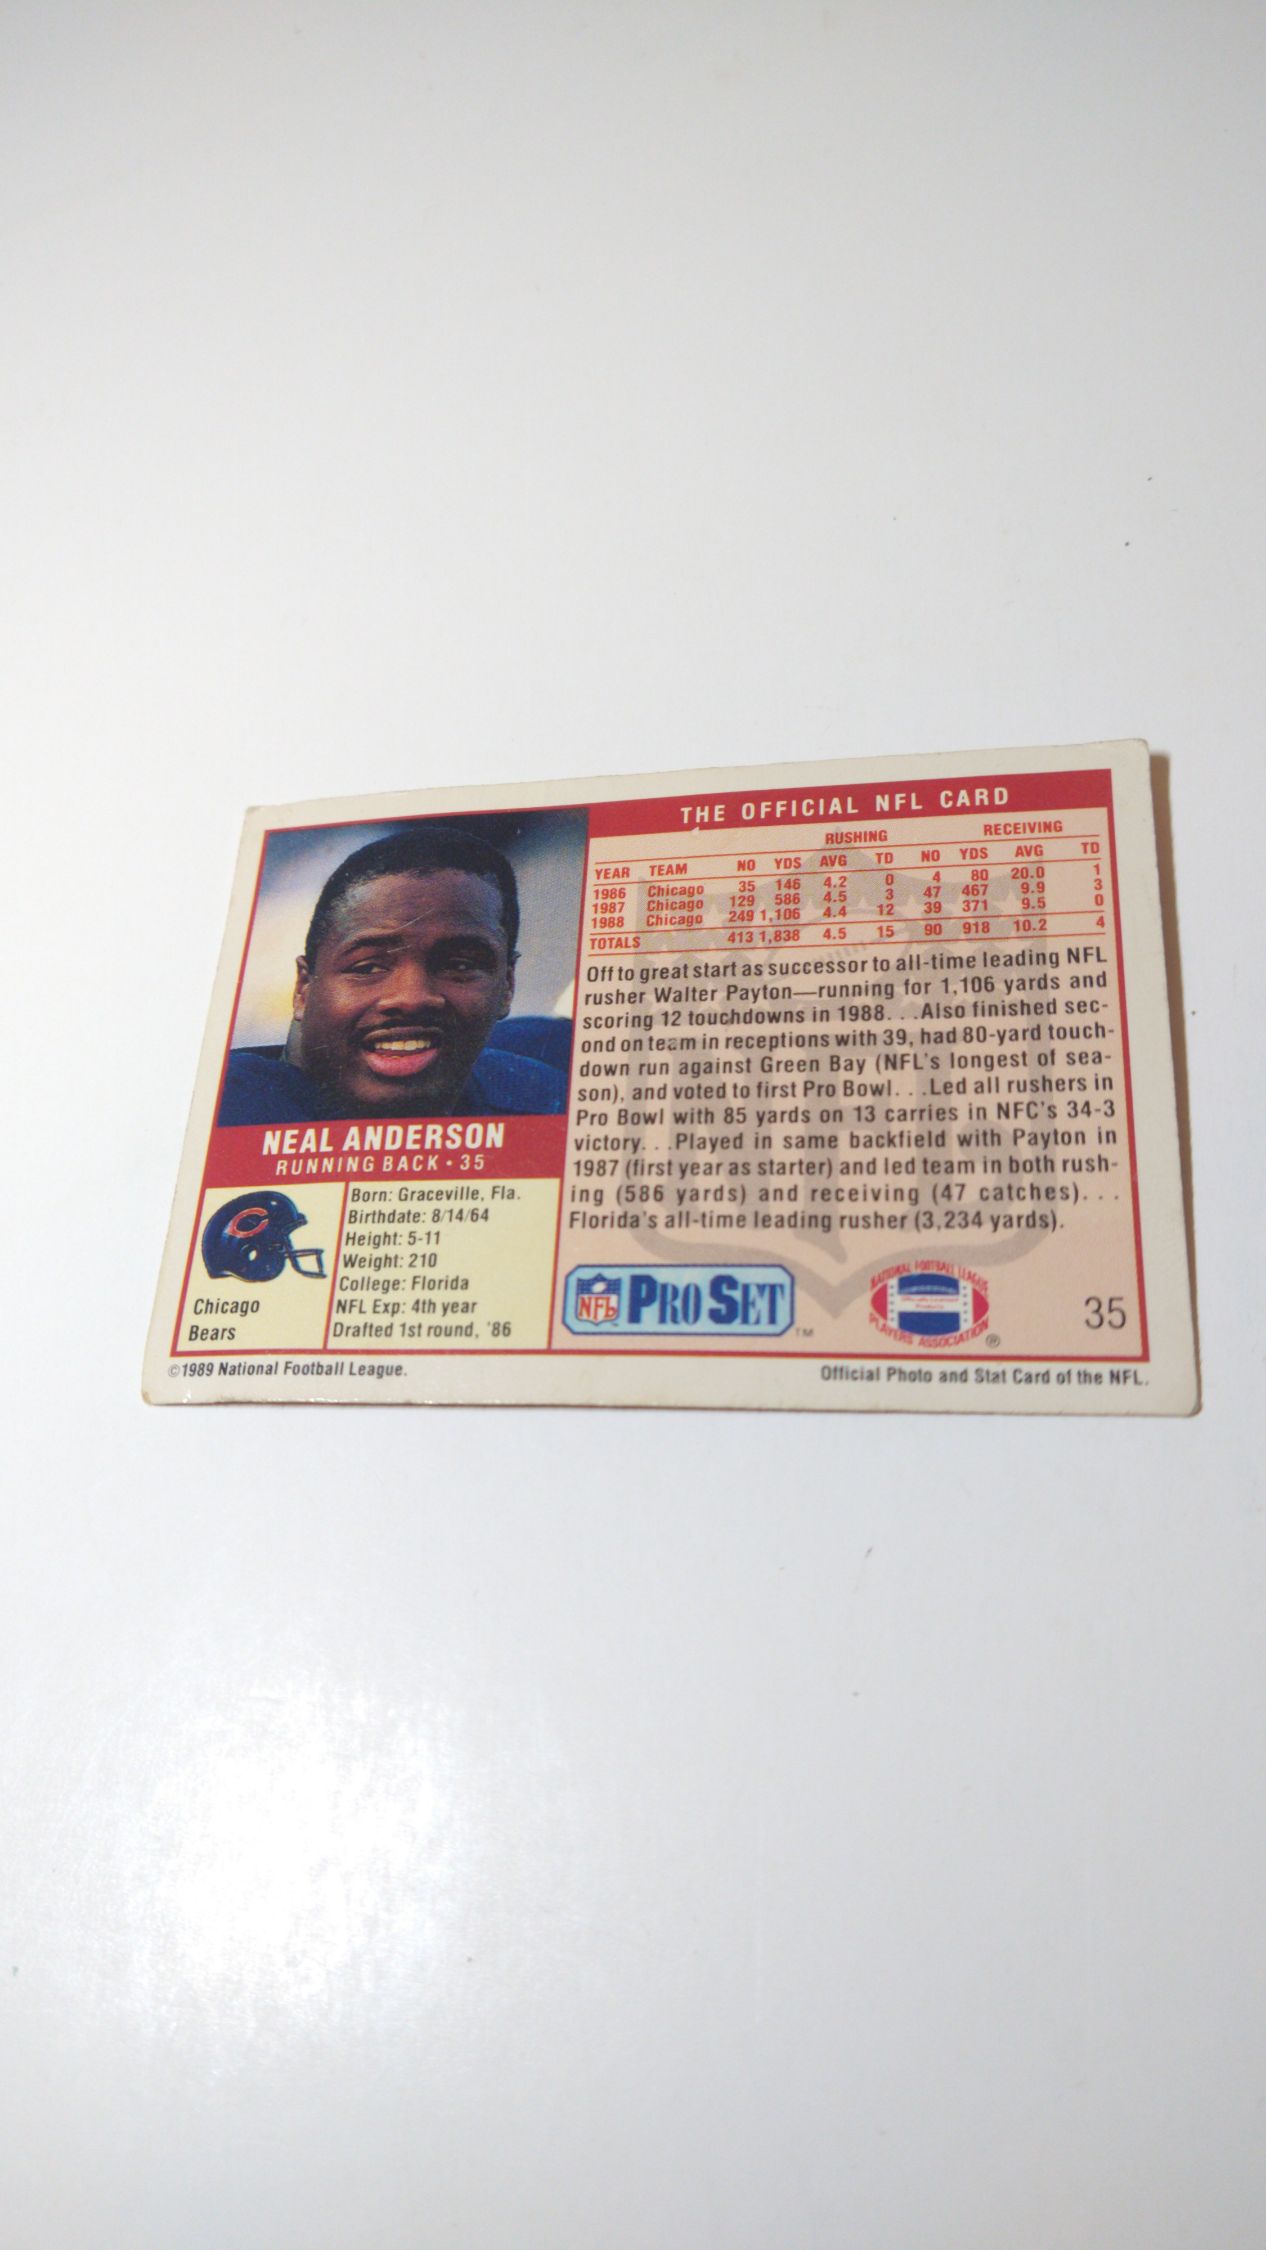 THE OFFICIAL NFL CARD
RUSHING RECEIVING
YEAR TEAM NO YDS AVG TD NO YDS AVG TD
1986 Chicago 35 146 4.2 0 4 80 20.0 1
1987 Chicago 129 586 4.5 3 47 467 9.9 3
1988 Chicago 249 1,106 4.4 12 39 371 9.5 0
TOTALS 413 1,838 4.5 15 90 918 10.2 4
Off to great start as successor to all-time leading NFL
rusher Walter Payton—running for 1,106 yards and
scoring 12 touchdowns in 1988. . .Also finished sec-
ond on team in receptions with 39, had 80-yard touch-
down run against Green Bay (NFL's longest of sea-
son), and voted to first Pro Bowl. . .Led all rushers in
Pro Bowl with 85 yards on 13 carries in NFC's 34-3
victory. . .Played in same backfield with Payton in
1987 (first year as starter) and led team in both rush-
ing (586 yards) and receiving (47 catches). . .
Florida's all-time leading rusher (3,234 yards).
NEAL ANDERSON
RUNNING BACK • 35
Born: Graceville, Fla.
Birthdate: 8/14/64
Height: 5-11
Weight: 210
College: Florida
NFL Exp: 4th year
Drafted 1st round, '86
Chicago
Bears
NFL PRO SET ™
NATIONAL FOOTBALL LEAGUE
Officially Licensed
Product
PLAYERS ASSOCIATION ®
35
©1989 National Football League.
Official Photo and Stat Card of the NFL.